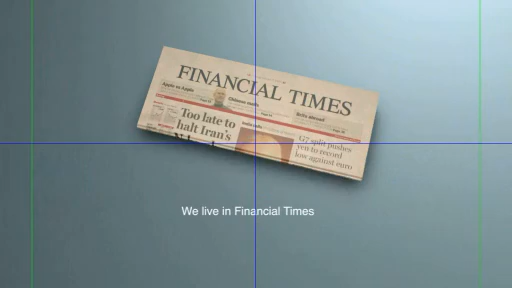 FINANCIAL TIMES
Apple vs Apple
Chinese media
Brits abroad
Too late to
halt Iran's
G7 split pushes
yen to record
low against euro
We live in Financial Times